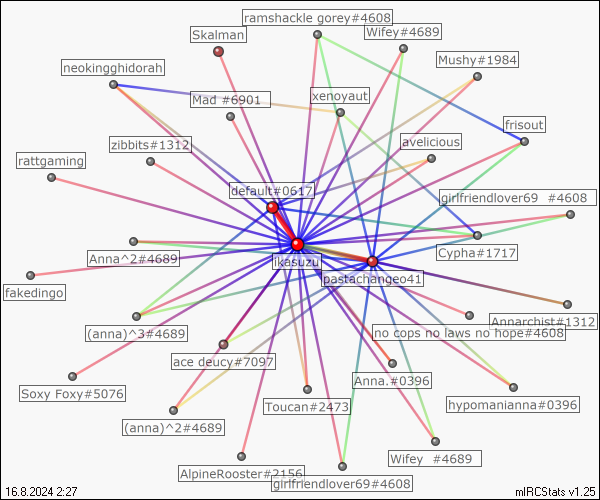 ramshackle gorey#4608
Skalman
Wifey#4689
Mushy#1984
neokingghidorah
Mad #6901
xenoyaut
frisout
zibbits#1312
avelicious
rattgaming
default#0617
girlfriendlover69 #4608
Anna^2#4689
Cypha#1717
ikasuzu
pastachangeo41
fakedingo
Annarchist#1312
(anna)^3#4689
no cops no laws no hope#4608
ace deucy#7097
Anna.#0396
Soxy Foxy#5076
Toucan#2473
hypomanianna#0396
(anna)^2#4689
Wifey #4689
AlpineRooster#2156
girlfriendlover69#4608
16.8.2024 2:27
mIRCStats v1.25